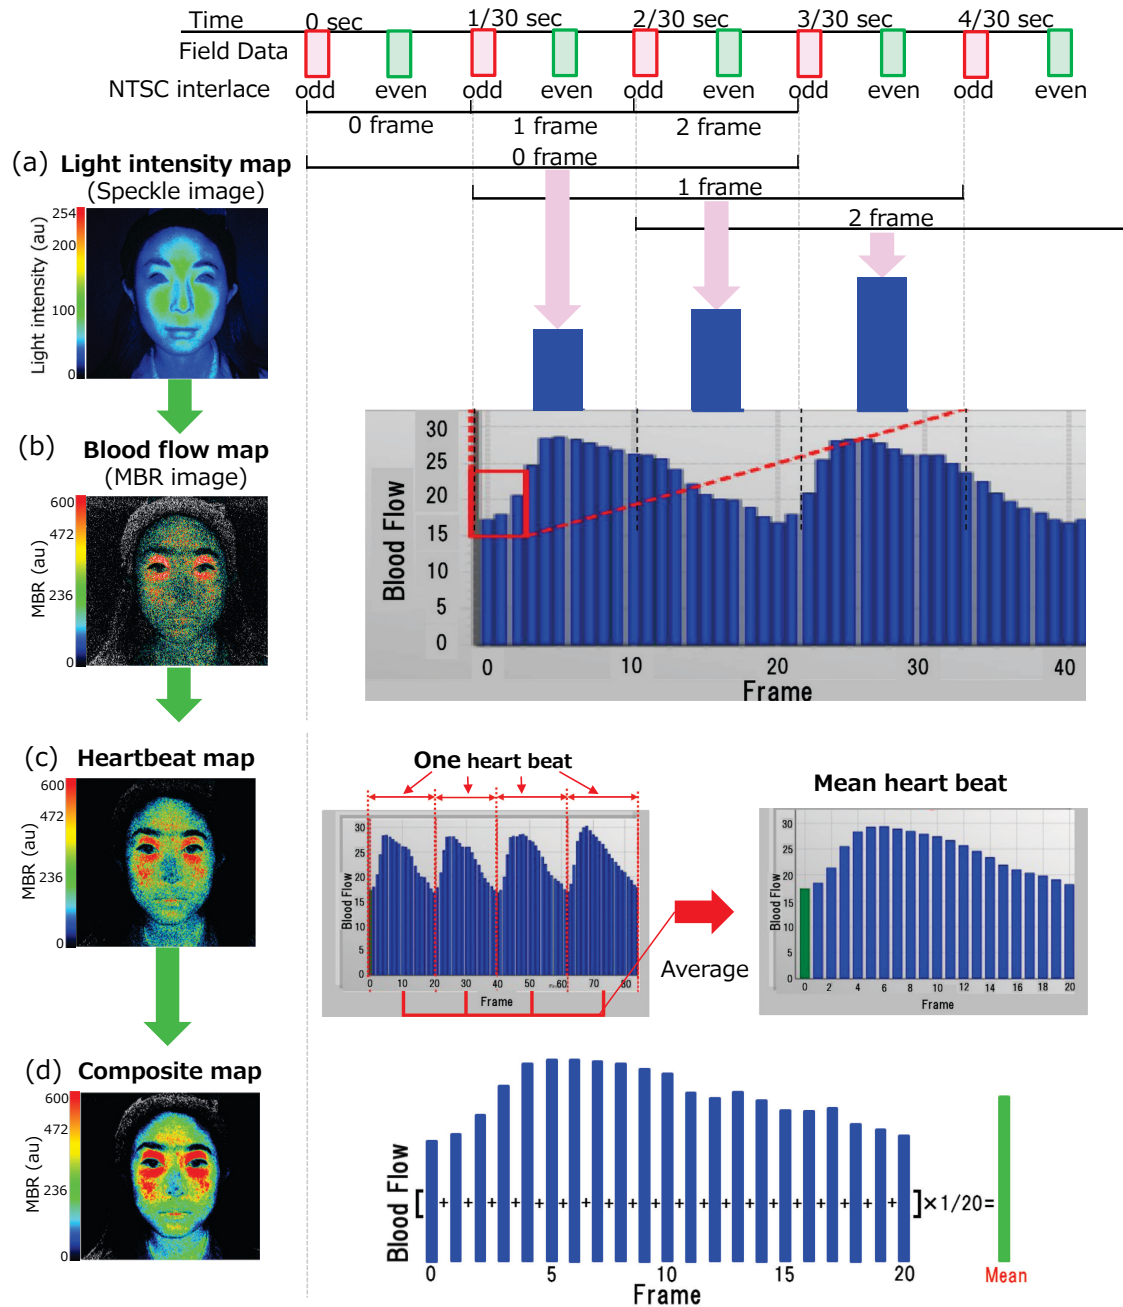 Time 0 sec 1/30 sec 2/30 sec 3/30 sec 4/30 sec
Field Data
NTSC interlace odd even odd even odd even odd even odd even
0 frame 1 frame 2 frame
(a) Light intensity map
(Speckle image)
0 frame
1 frame
2 frame
Light intensity (au)
254
200
100
0
(b) Blood flow map
(MBR image)
MBR (au)
600
472
236
0
Blood Flow
30
25
20
15
10
5
0
0 10 20 30 40
Frame
(c) Heartbeat map
MBR (au)
600
472
236
0
One heart beat
Blood Flow
30
25
20
15
10
5
0
0 10 20 30 40 50 60 70 80
Frame
Average
Mean heart beat
Blood Flow
30
25
20
15
10
5
0
0 2 4 6 8 10 12 14 16 18 20
Frame
(d) Composite map
MBR (au)
600
472
236
0
Blood Flow
[ + + + + + + + + + + + + + + + + + + + + ] ×1/20=
0 5 10 15 20 Mean
Frame